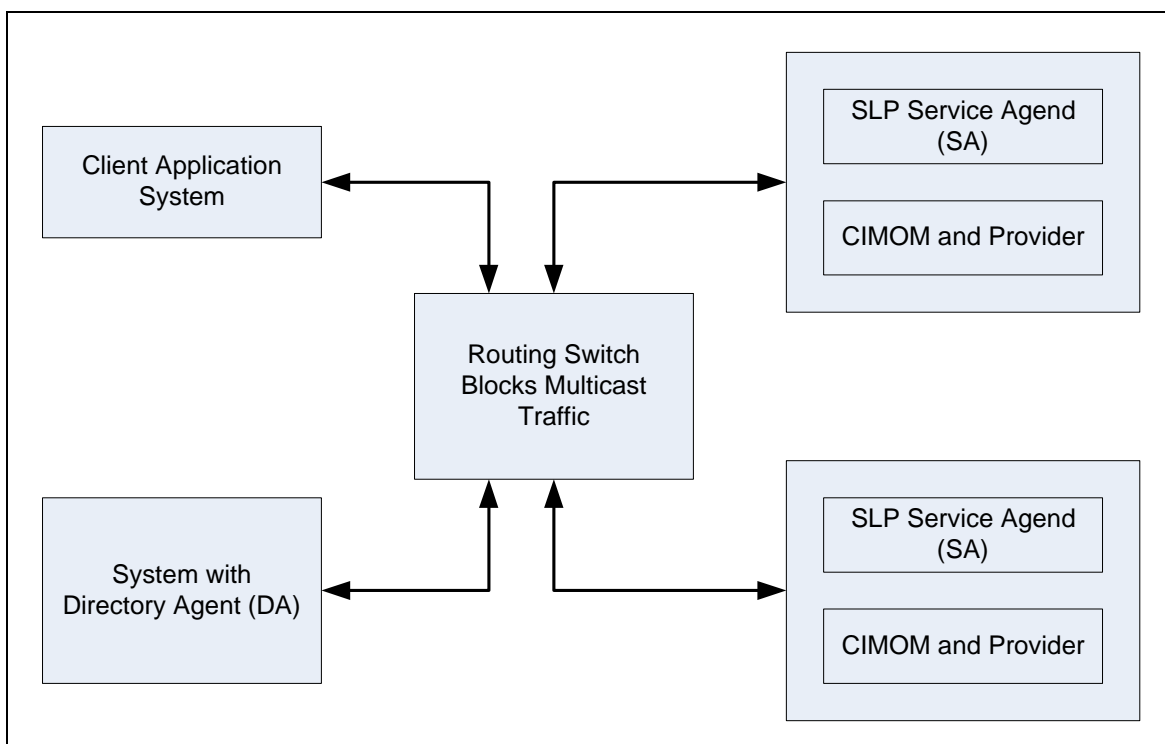 Client Application
System
SLP Service Agend
(SA)
CIMOM and Provider
Routing Switch
Blocks Multicast
Traffic
System with
Directory Agent (DA)
SLP Service Agend
(SA)
CIMOM and Provider